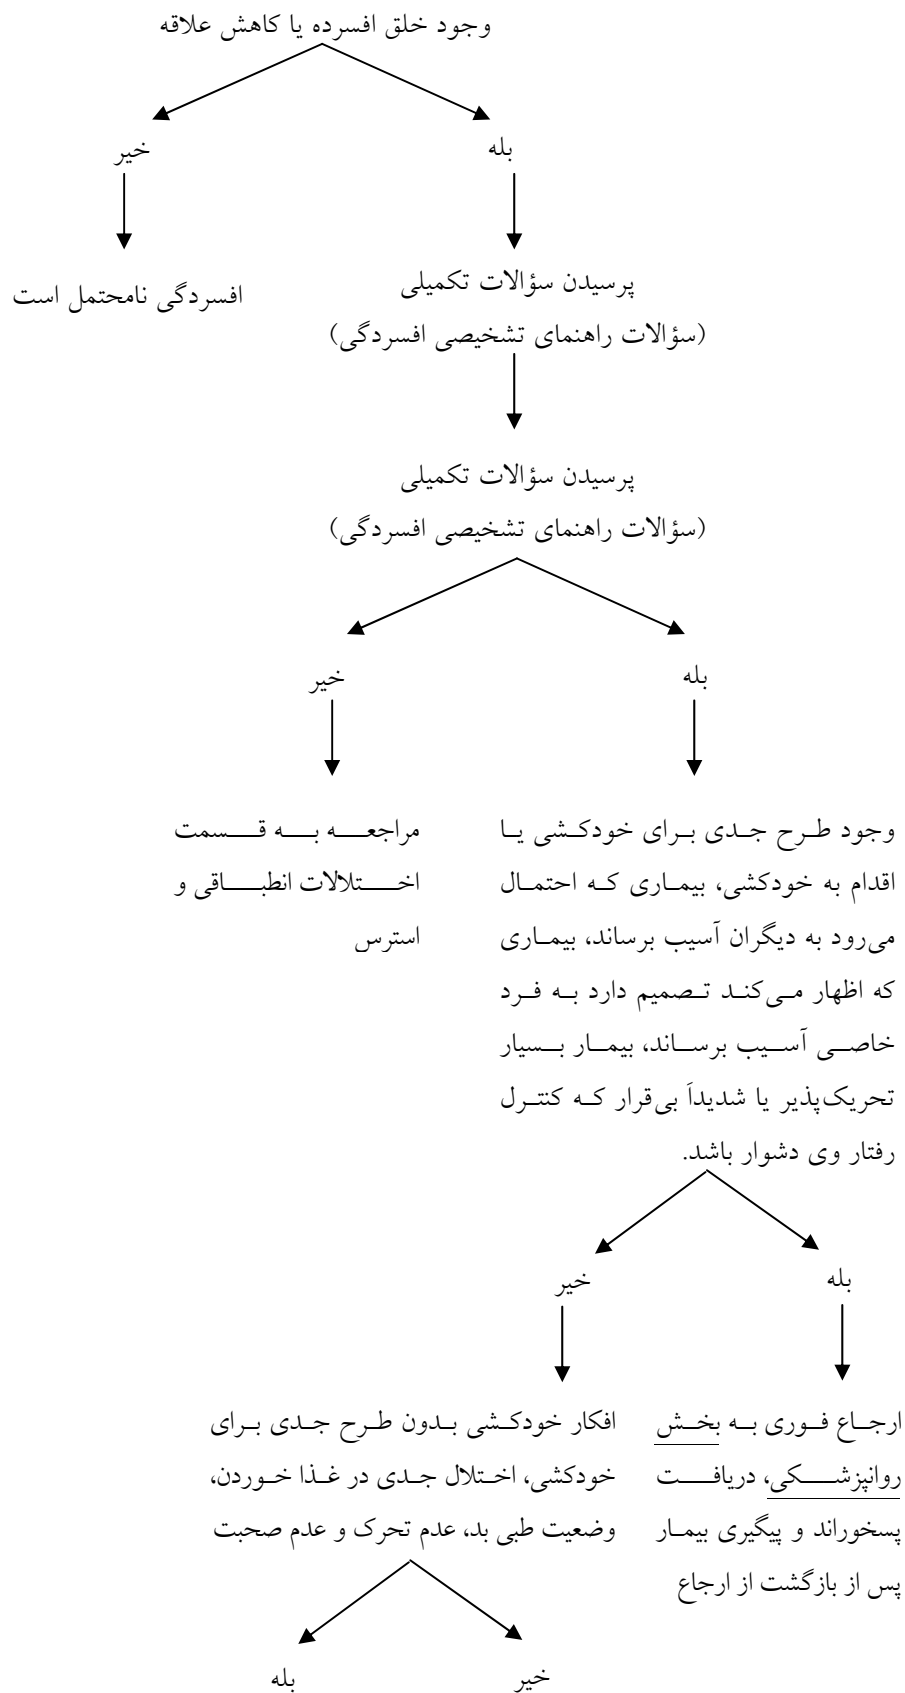 وجود خلق افسرده یا کاهش علاقه
بله
خیر
پرسیدن سؤالات تکمیلی
(سؤالات راهنمای تشخیصی افسردگی)
افسردگی نامحتمل است
پرسیدن سؤالات تکمیلی
(سؤالات راهنمای تشخیصی افسردگی)
بله
خیر
وجود طرح جدی برای خودکشی یا
اقدام به خودکشی، بیماری که احتمال
می‌رود به دیگران آسیب برساند، بیماری
که اظهار می‌کند تصمیم دارد به فرد
خاصی آسیب برساند، بیمار بسیار
تحریک‌پذیر یا شدیداَ بی‌قرار که کنترل
رفتار وی دشوار باشد.
مراجعه به قسمت
اختلالات انطباقی و
استرس
بله
خیر
ارجاع فوری به بخش
روانپزشکی، دریافت
پسخوراند و پیگیری بیمار
پس از بازگشت از ارجاع
افکار خودکشی بدون طرح جدی برای
خودکشی، اختلال جدی در غذا خوردن،
وضعیت طبی بد، عدم تحرک و عدم صحبت
خیر
بله